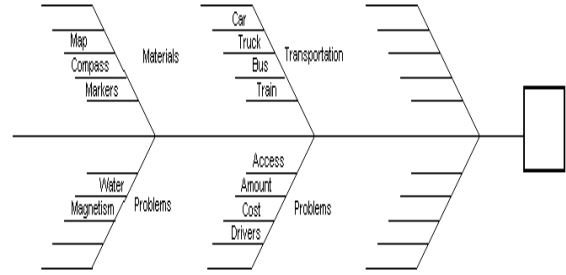 Car
Map
Truck
Materials
Transportation
Compass
Bus
Markers
Train
Access
Water
Amount
Magnetism
Problems
Cost
Problems
Drivers